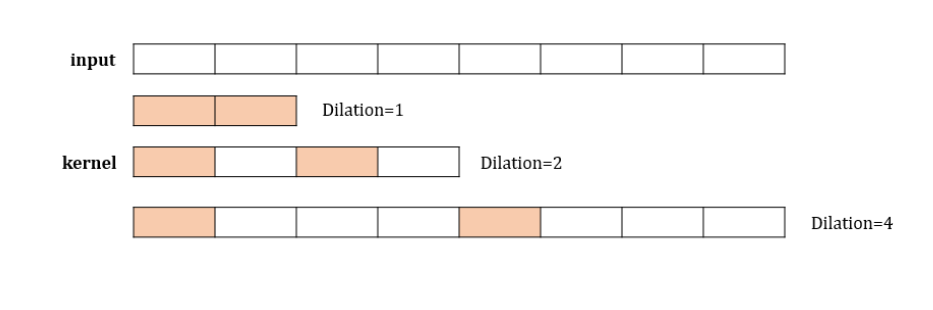 input
Dilation=1
kernel
Dilation=2
Dilation=4